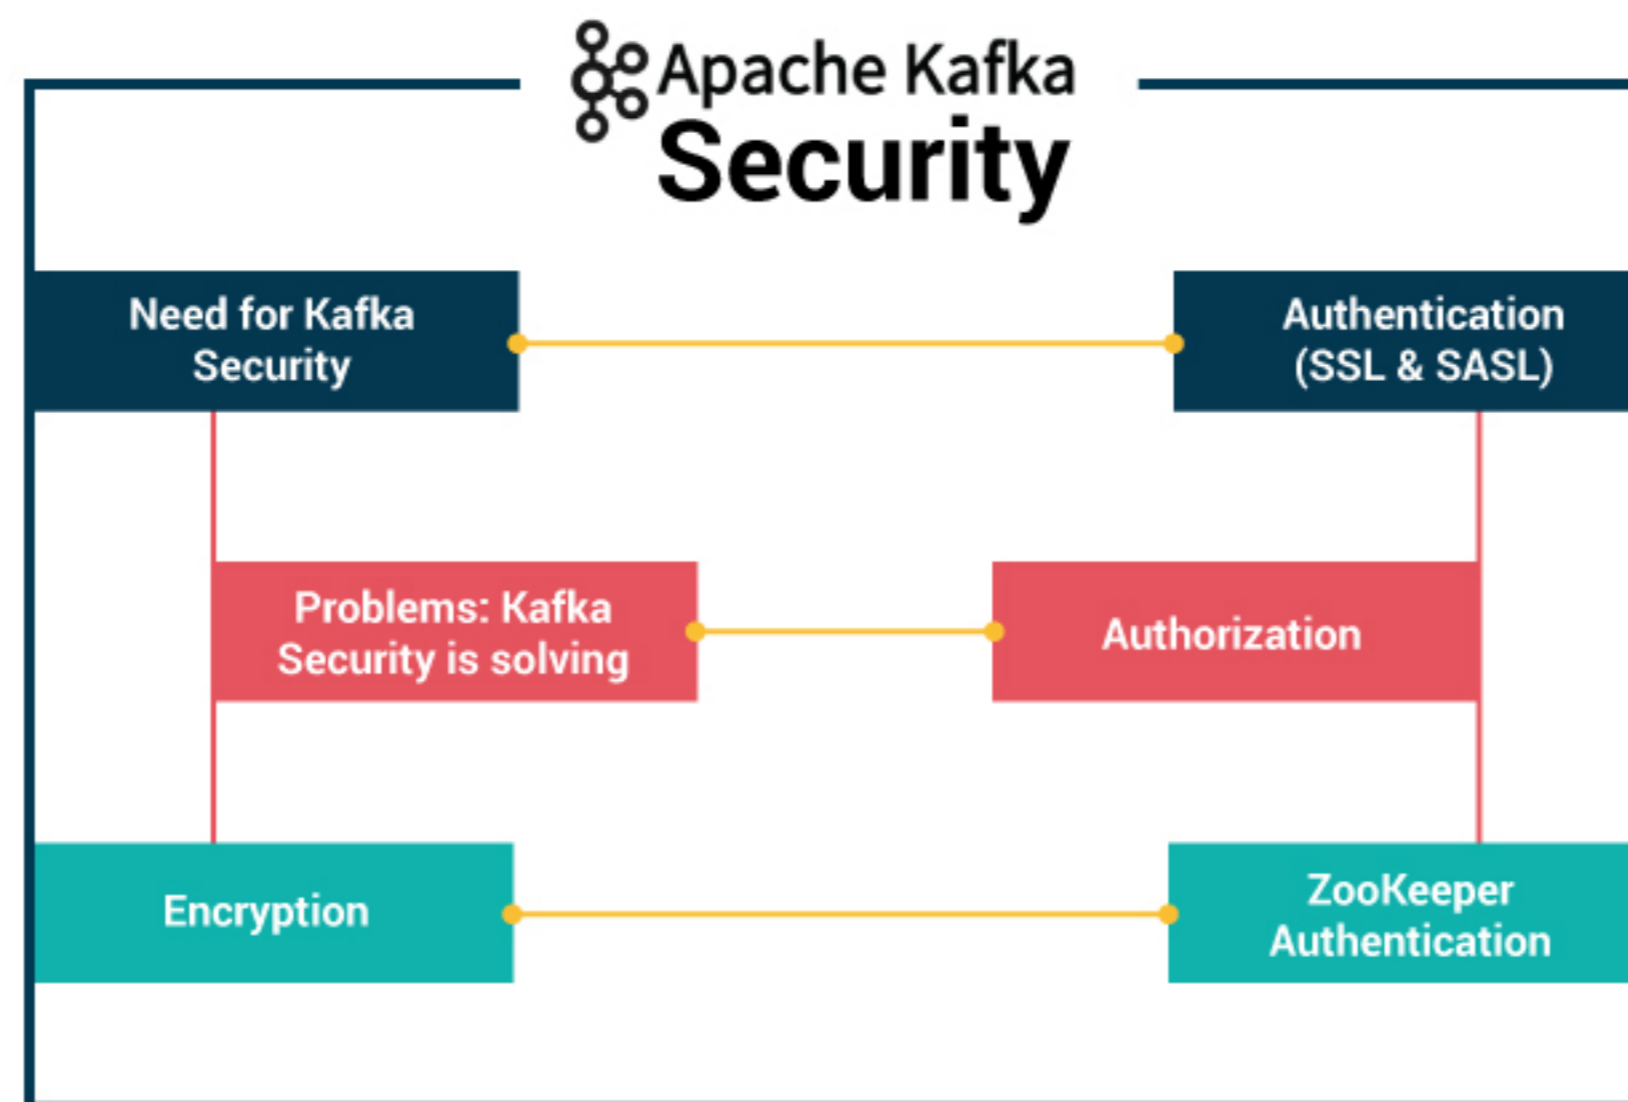 Apache Kafka
Security
Need for Kafka
Security
Authentication
(SSL & SASL)
Problems: Kafka
Security is solving
Authorization
Encryption
ZooKeeper
Authentication